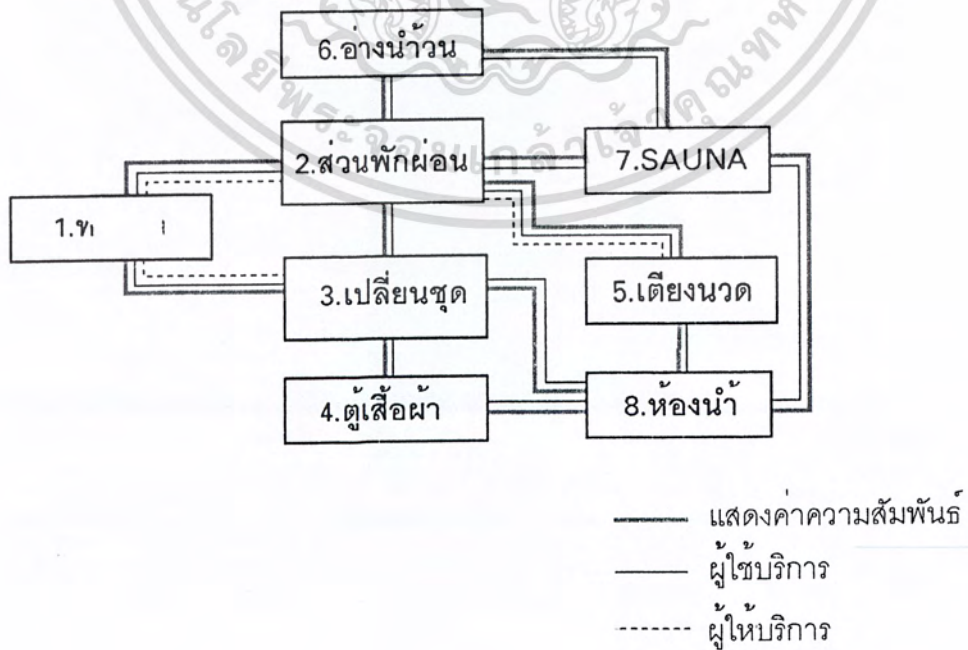 6.อ่างน้ำวน
2.ส่วนพักผ่อน
7.SAUNA
1.
3.เปลี่ยนชุด
5.เตียงนวด
4.ตู้เสื้อผ้า
8.ห้องน้ำ
แสดงค่าความสัมพันธ์
ผู้ใช้บริการ
ผู้ให้บริการ